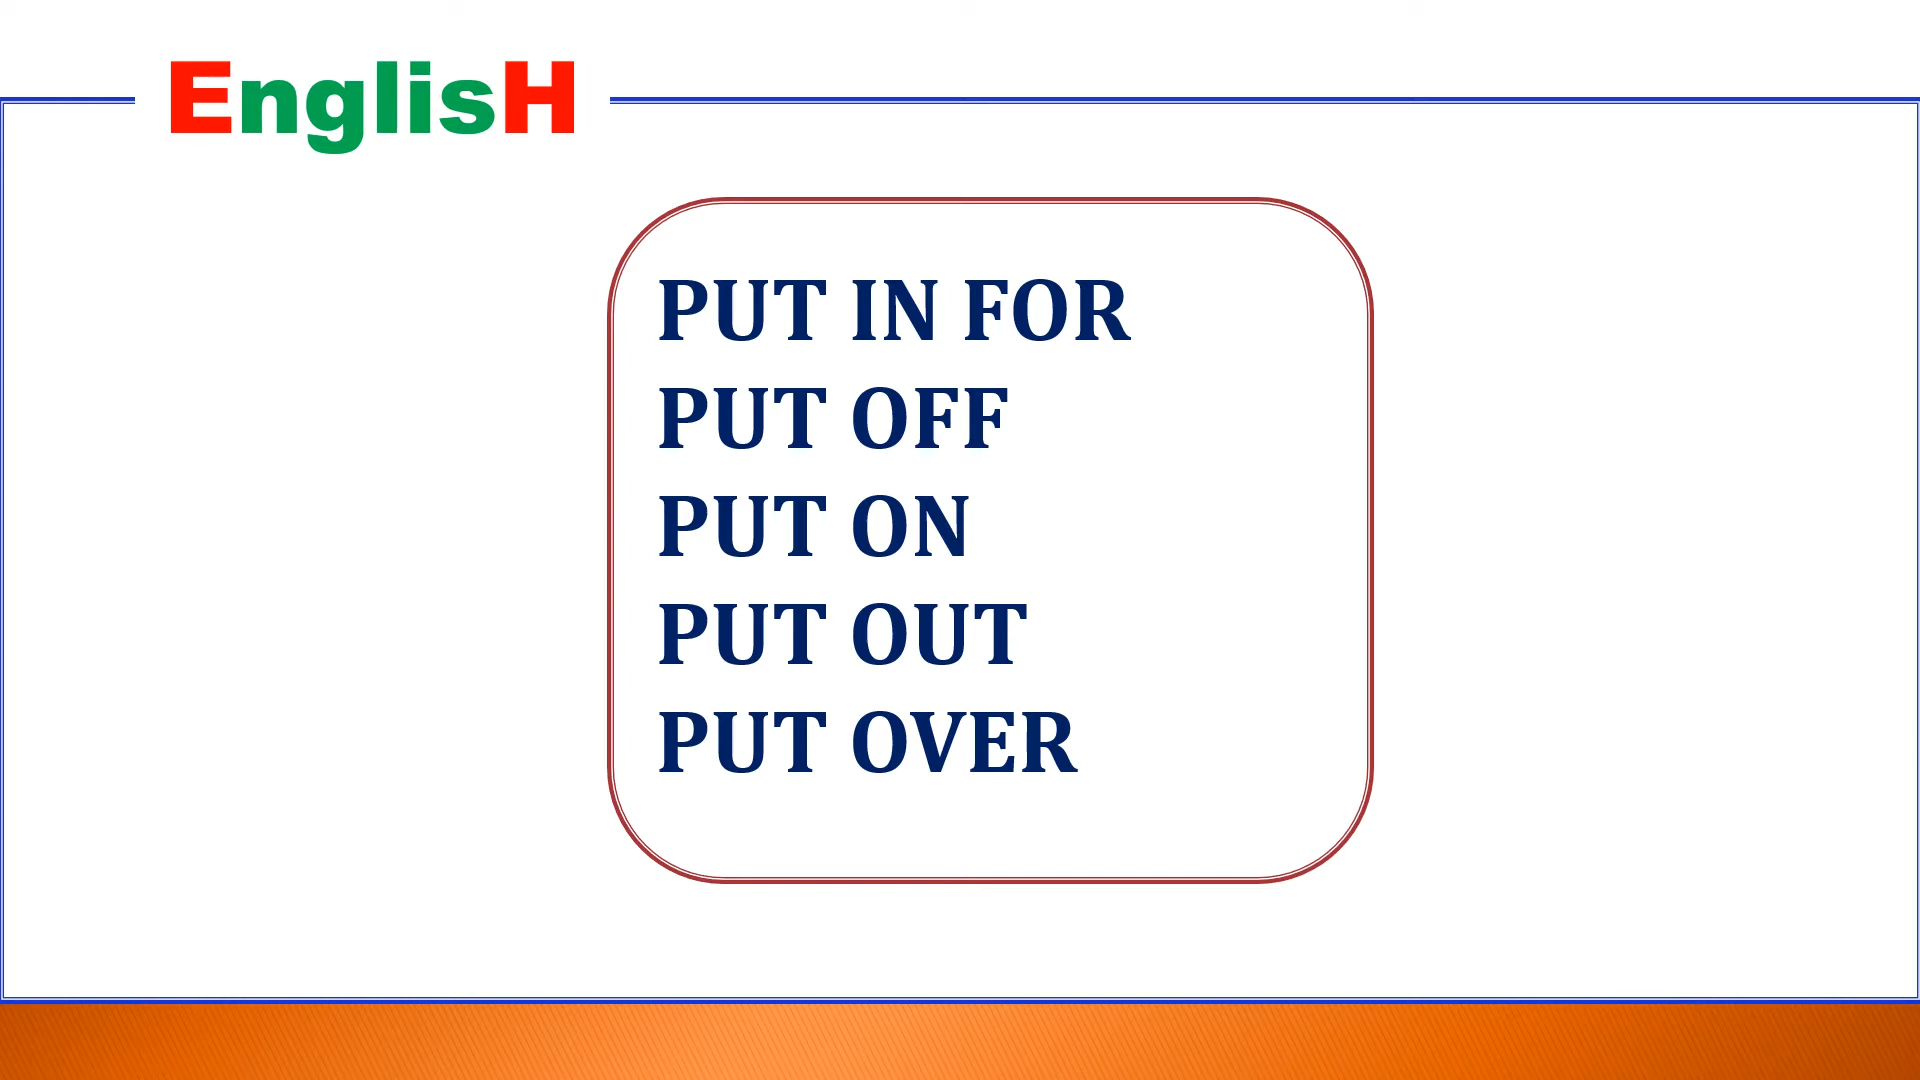 EnglisH
PUT IN FOR
PUT OFF
PUT ON
PUT OUT
PUT OVER